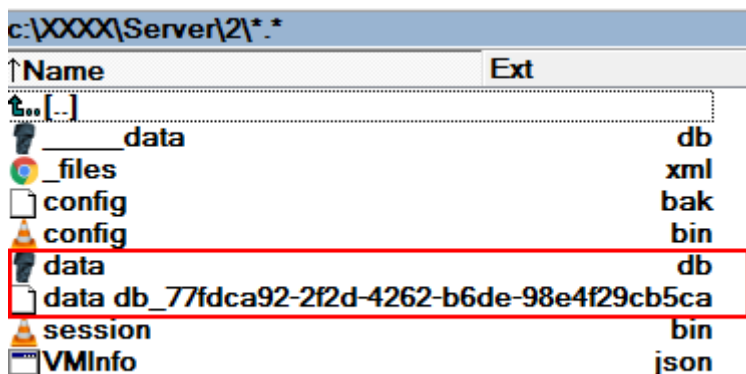 c:\XXXX\Server\2\*.*
↑Name Ext
[..]
_____data db
_files xml
config bak
config bin
data db
data db_77fdca92-2f2d-4262-b6de-98e4f29cb5ca
session bin
VMInfo json